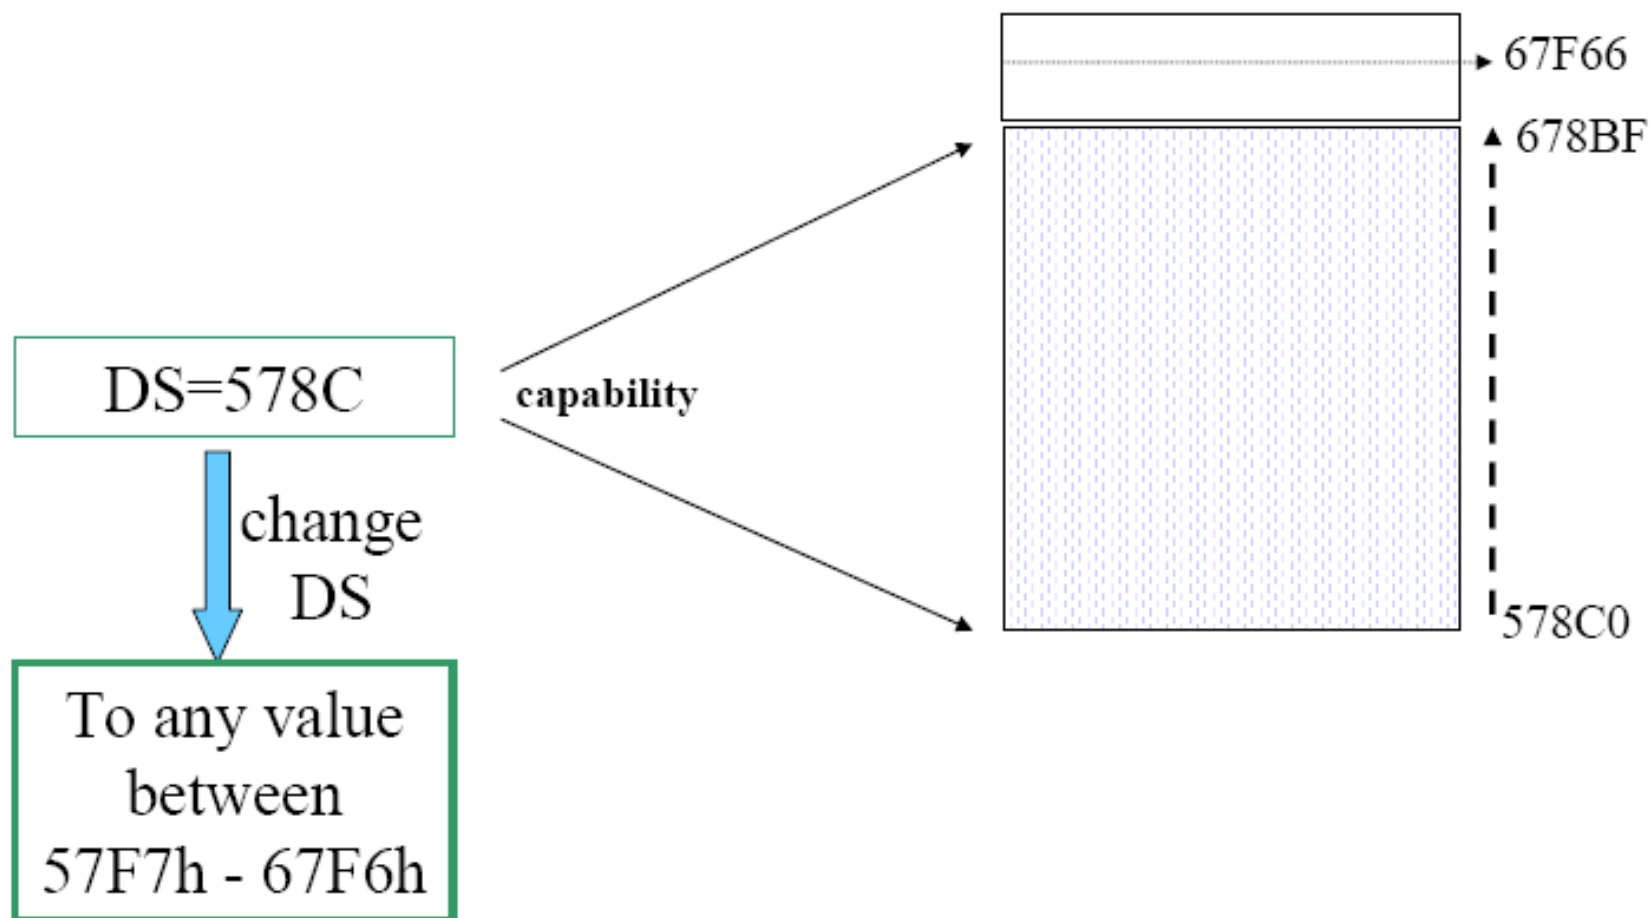 67F66
678BF
DS=578C
capability
change
DS
578C0
To any value
between
57F7h - 67F6h